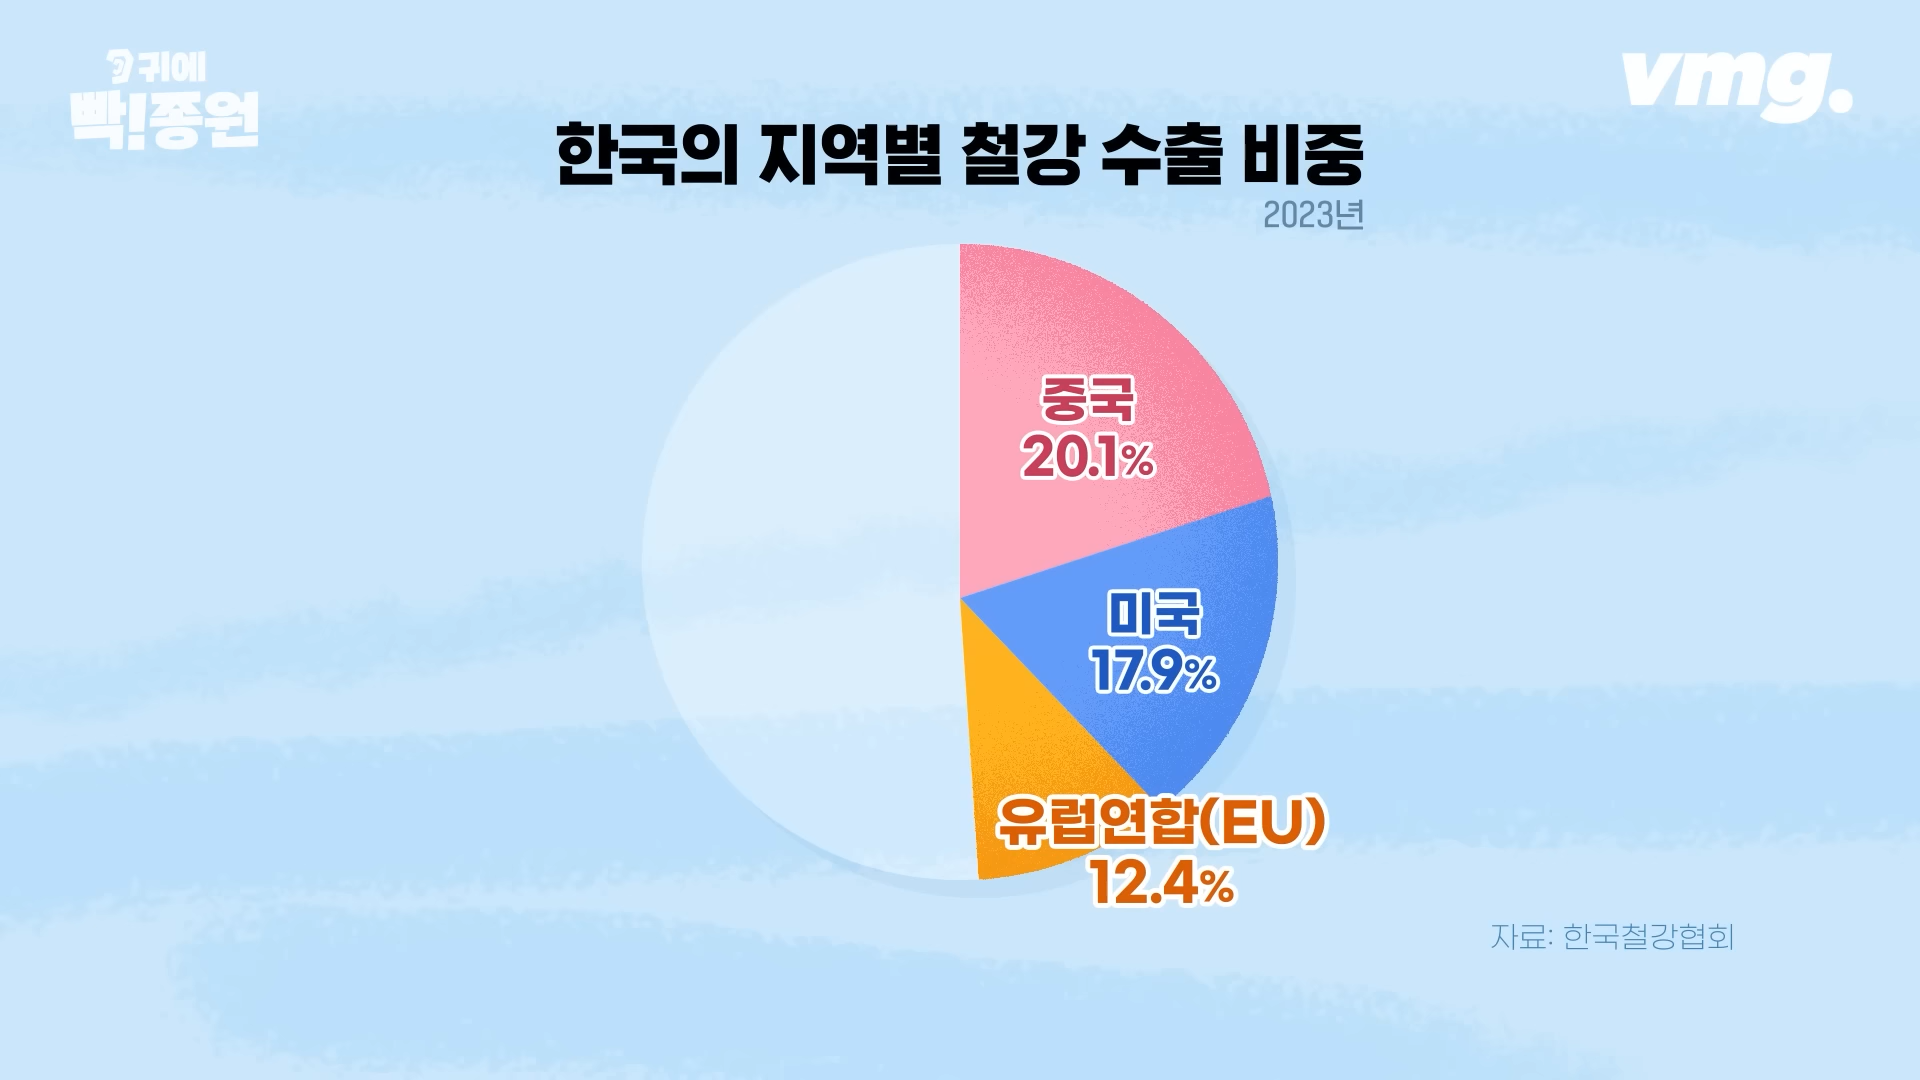 귀에
빡!종원
vmg.
한국의 지역별 철강 수출 비중
2023년
중국
20.1%
미국
17.9%
유럽연합(EU)
12.4%
자료: 한국철강협회